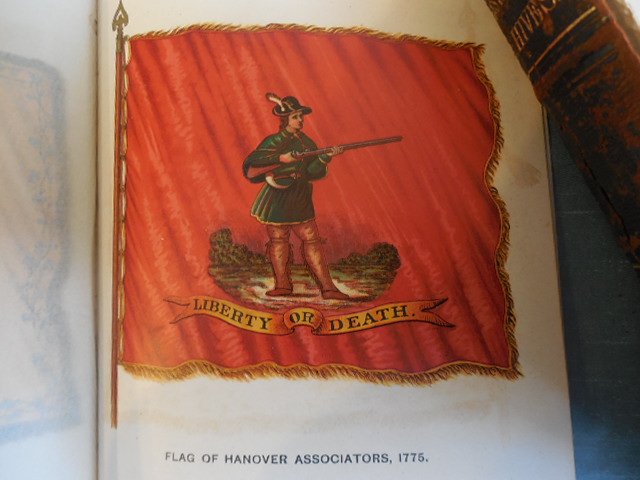 LIBERTY OR DEATH.
FLAG OF HANOVER ASSOCIATORS, 1775.